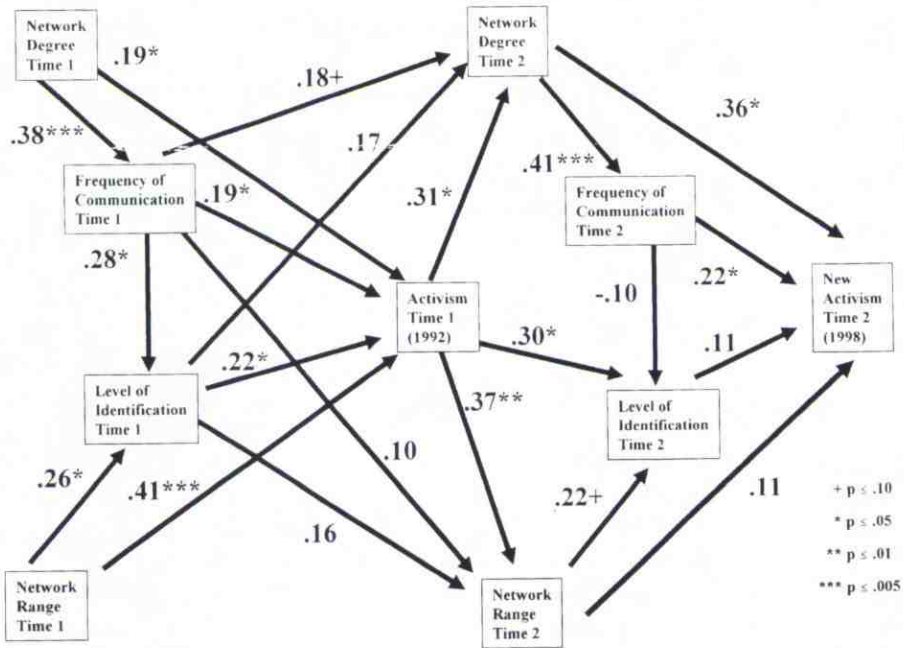 Network
Degree
Time 1
.19*
.18+
Network
Degree
Time 2
.36*
.38***
.17
.41***
Frequency of
Communication
Time 1
.19*
.31*
Frequency of
Communication
Time 2
.28*
-.10
.22*
Activism
Time 1
(1992)
New
Activism
Time 2
(1998)
.30*
.22*
.11
.37**
Level of
Identification
Time 1
Level of
Identification
Time 2
.10
.26*
.41***
.16
.22+
.11
+ p ≤ .10
* p ≤ .05
** p ≤ .01
*** p ≤ .005
Network
Range
Time 1
Network
Range
Time 2